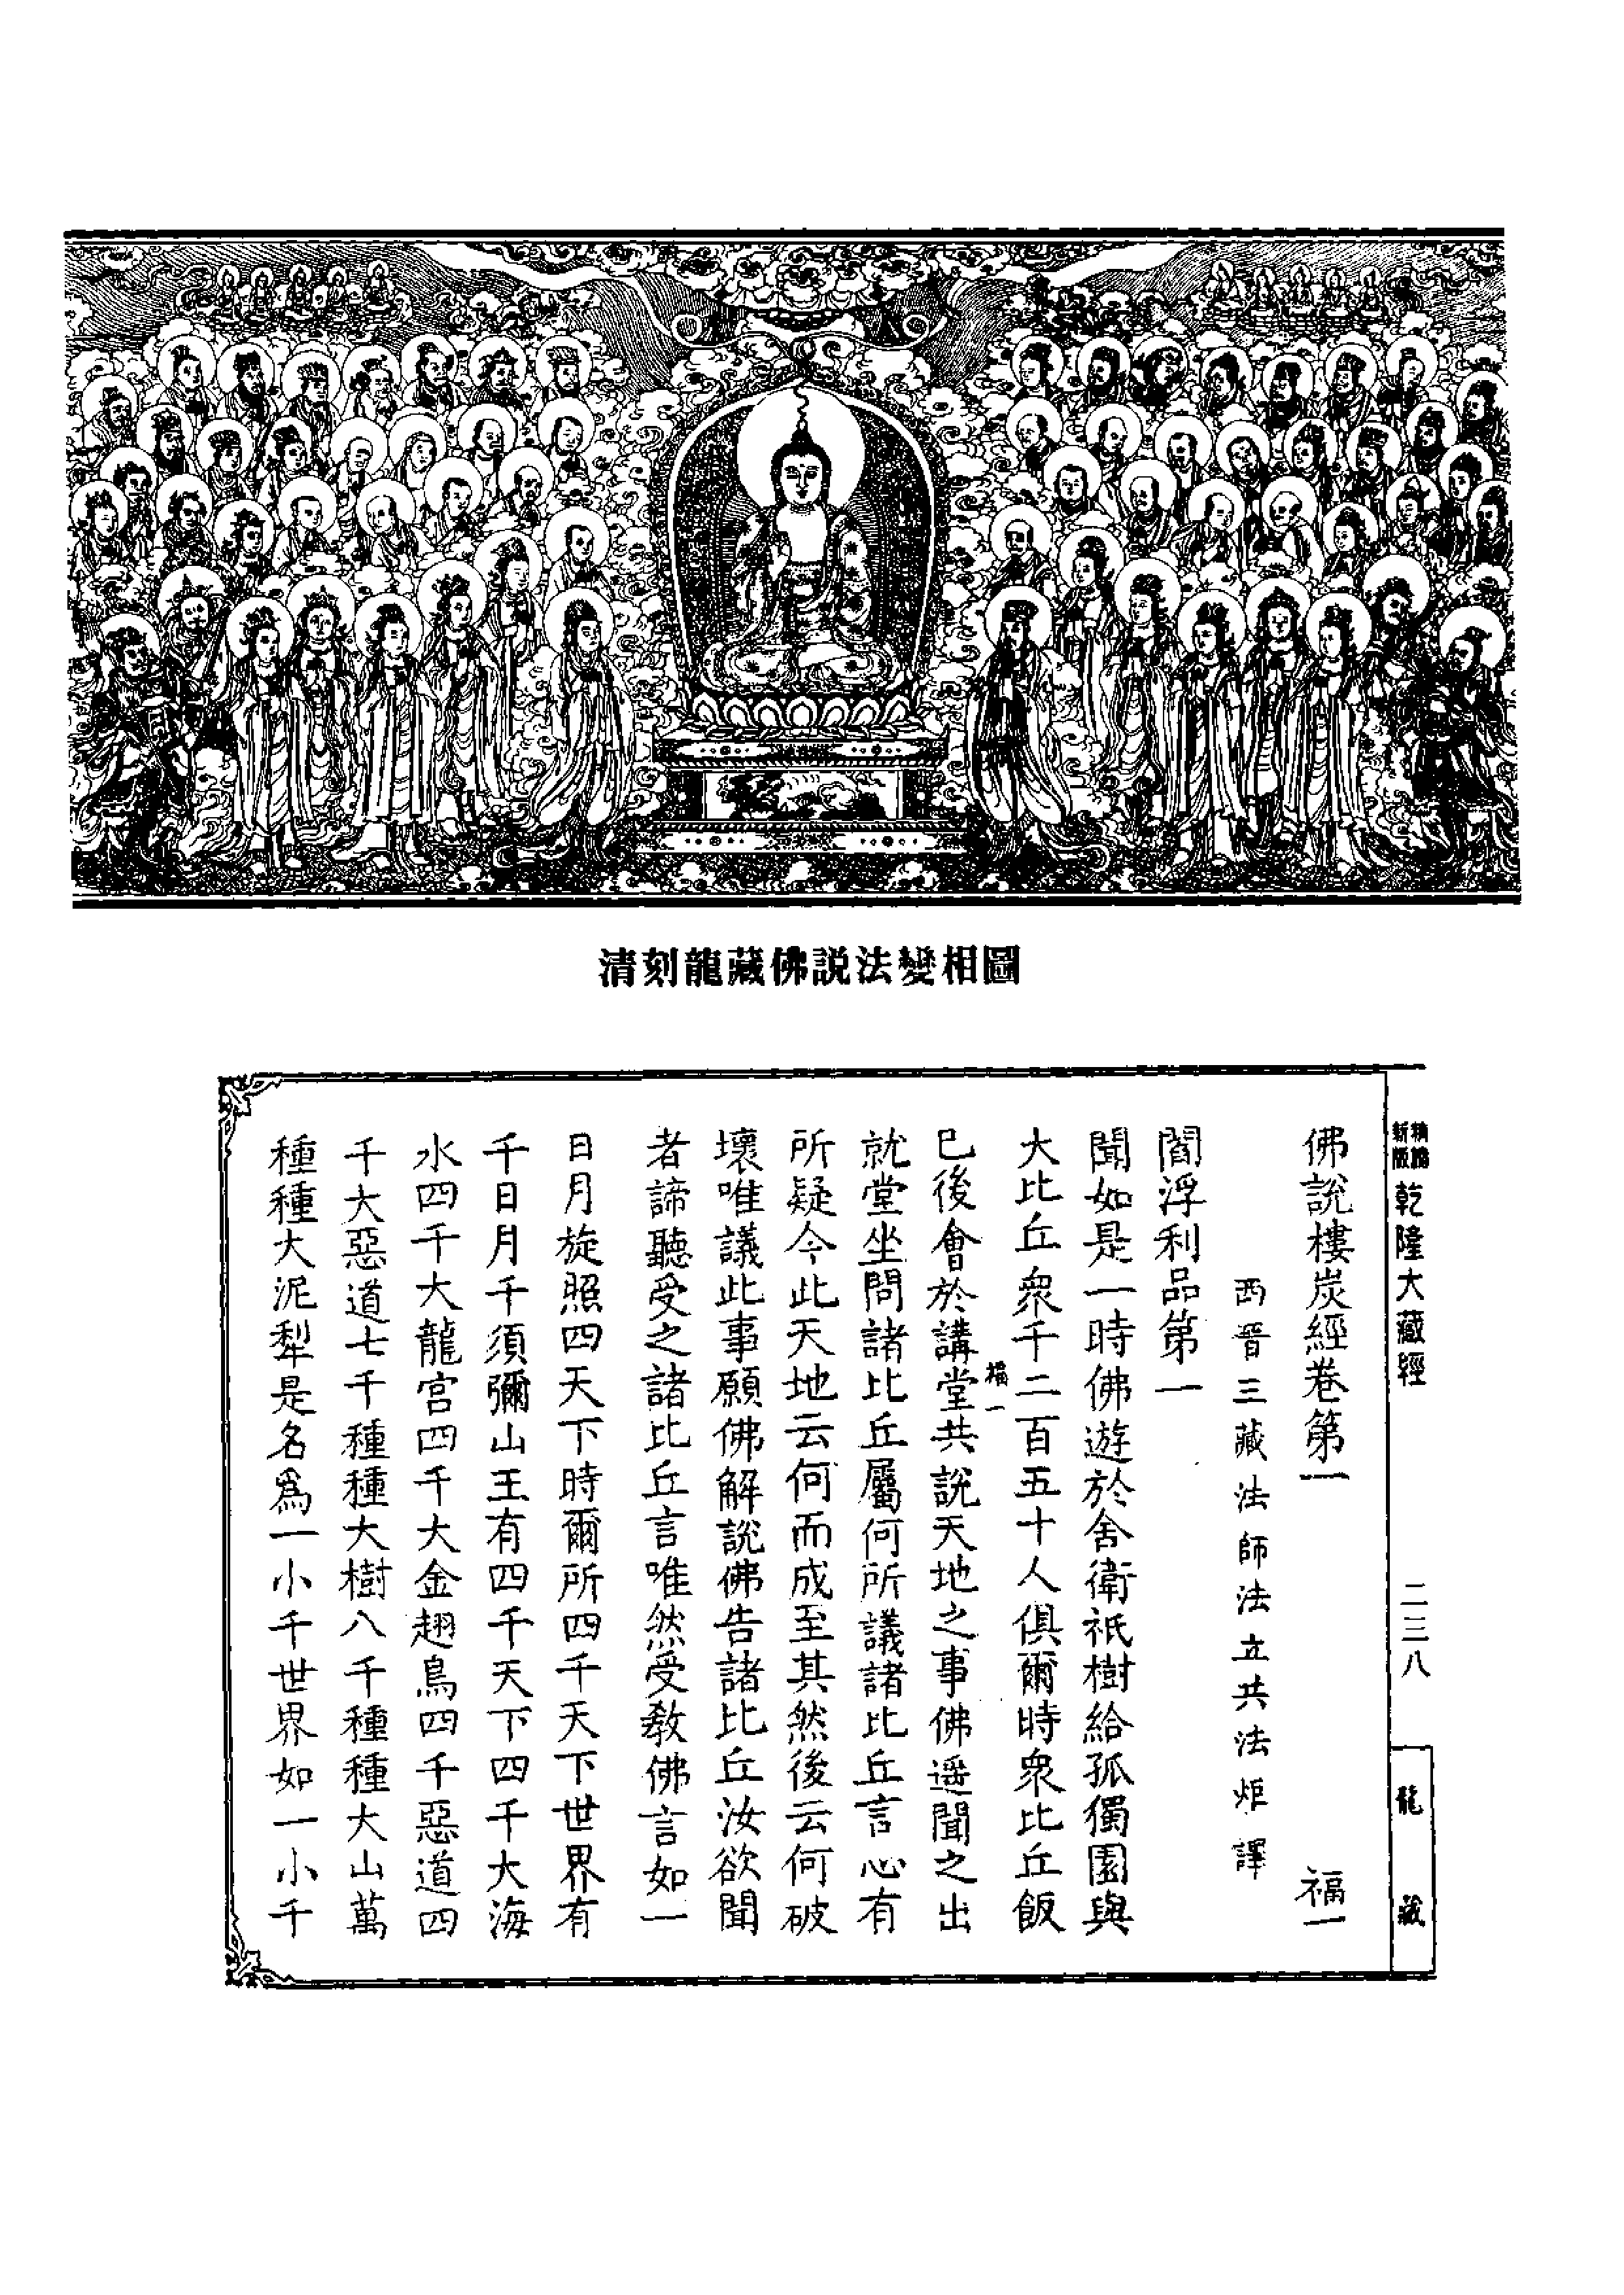 清刻龍藏佛説法變相圖
乾隆大藏經
二三八
龍藏
佛說樓炭經卷第一 福一
西晋三藏法師法立共法炬譯
閻浮利品第一
聞如是一時佛遊於舍衛祇樹給孤獨園與
大比丘衆千二百五十人俱爾時衆比丘飯
福一
已後會於講堂共說天地之事佛遥聞之出
就堂坐問諸比丘屬何所議諸比丘言心有
所疑今此天地云何而成至其然後云何破
壞唯議此事願佛解說佛告諸比丘汝欲聞
者諦聽受之諸比丘言唯然受教佛言如一
日月旋照四天下時爾所四千天下世界有
千日月千須彌山王有四千天下四千大海
水四千大龍宫四千大金翅鳥四千惡道四
千大惡道七千種種大樹八千種種大山萬
種種大泥犁是名爲一小千世界如一小千